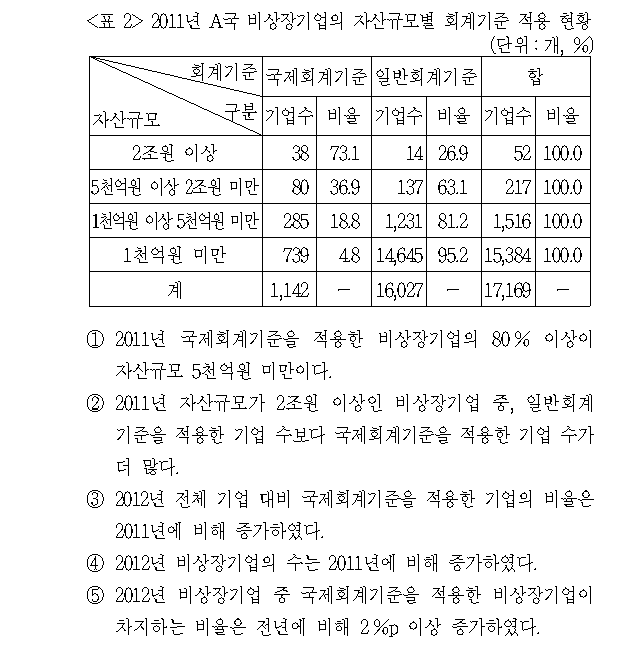 <표 2> 2011년 A국 비상장기업의 자산규모별 회계기준 적용 현황
(단위 : 개, %)
회계기준 국제회계기준 일반회계기준 합
자산규모 구분 기업수 비율 기업수 비율 기업수 비율
2조원 이상 38 73.1 14 26.9 52 100.0
5천억원 이상 2조원 미만 80 36.9 137 63.1 217 100.0
1천억원 이상 5천억원 미만 285 18.8 1,231 81.2 1,516 100.0
1천억원 미만 739 4.8 14,645 95.2 15,384 100.0
계 1,142 － 16,027 － 17,169 －
① 2011년 국제회계기준을 적용한 비상장기업의 80 % 이상이
자산규모 5천억원 미만이다.
② 2011년 자산규모가 2조원 이상인 비상장기업 중, 일반회계
기준을 적용한 기업 수보다 국제회계기준을 적용한 기업 수가
더 많다.
③ 2012년 전체 기업 대비 국제회계기준을 적용한 기업의 비율은
2011년에 비해 증가하였다.
④ 2012년 비상장기업의 수는 2011년에 비해 증가하였다.
⑤ 2012년 비상장기업 중 국제회계기준을 적용한 비상장기업이
차지하는 비율은 전년에 비해 2 %p 이상 증가하였다.